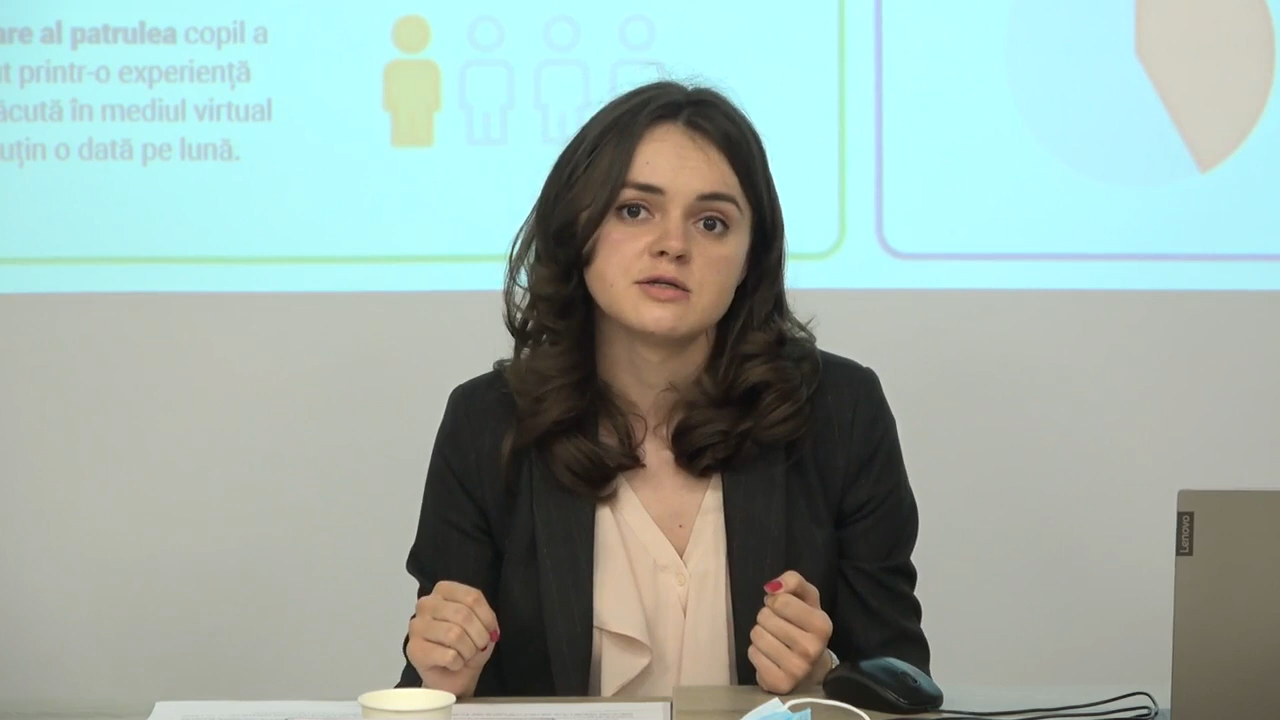 are al patrulea copil a
t printr-o experiență
ăcută în mediul virtual
uțin o dată pe lună.
Lenovo